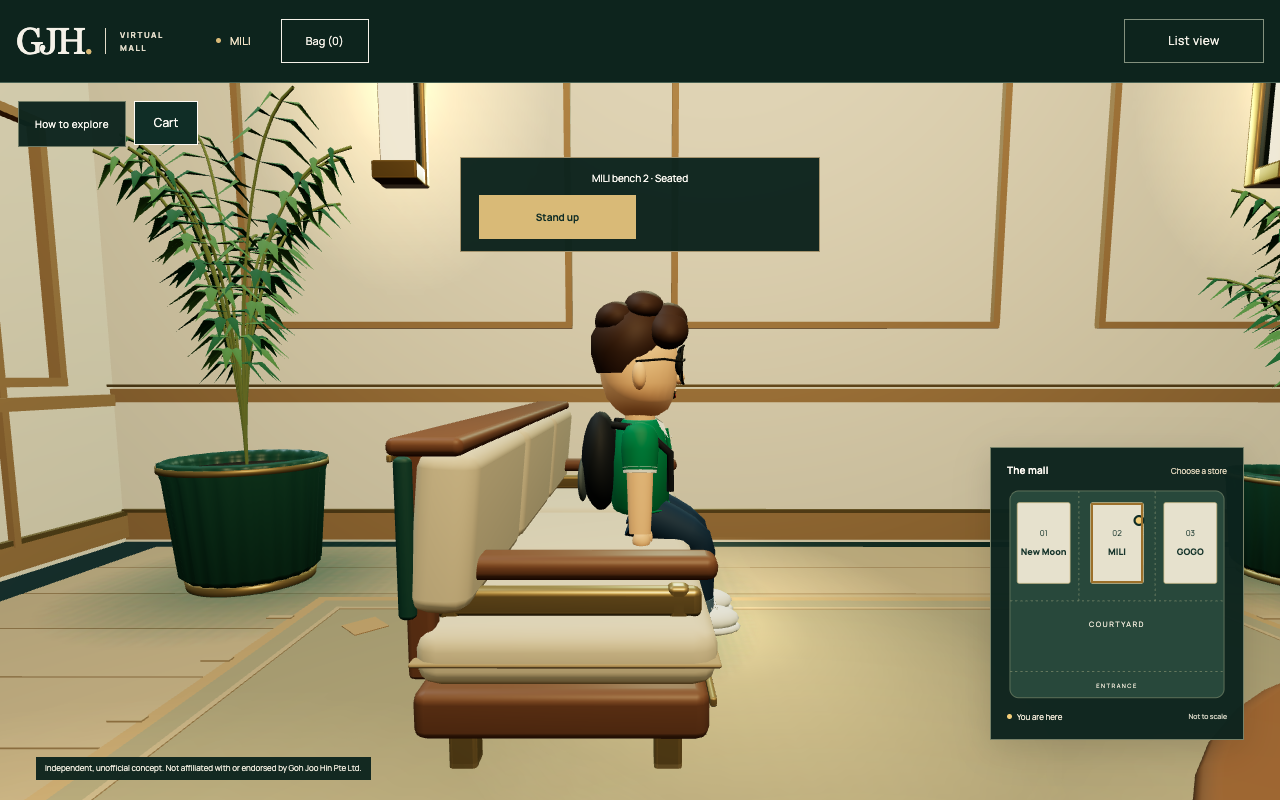 GJH.
VIRTUAL
MALL
MILI
Bag (0)
List view
How to explore
Cart
MILI bench 2 · Seated
Stand up
The mall
Choose a store
01
New Moon
02
MILI
03
GOGO
COURTYARD
ENTRANCE
You are here
Not to scale
Independent, unofficial concept. Not affiliated with or endorsed by Goh Joo Hin Pte Ltd.